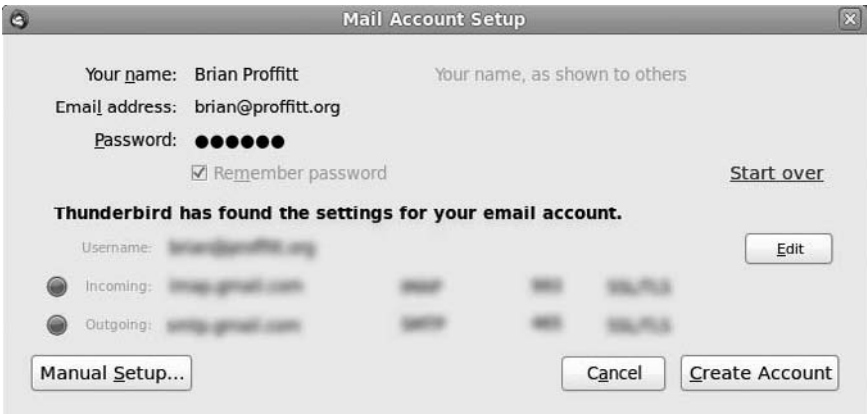 Mail Account Setup
Your name: Brian Proffitt Your name, as shown to others
Email address: brian@proffitt.org
Password: ●●●●●●
Remember password
Start over
Thunderbird has found the settings for your email account.
Username:
Edit
Incoming:
Outgoing:
Manual Setup... Cancel Create Account